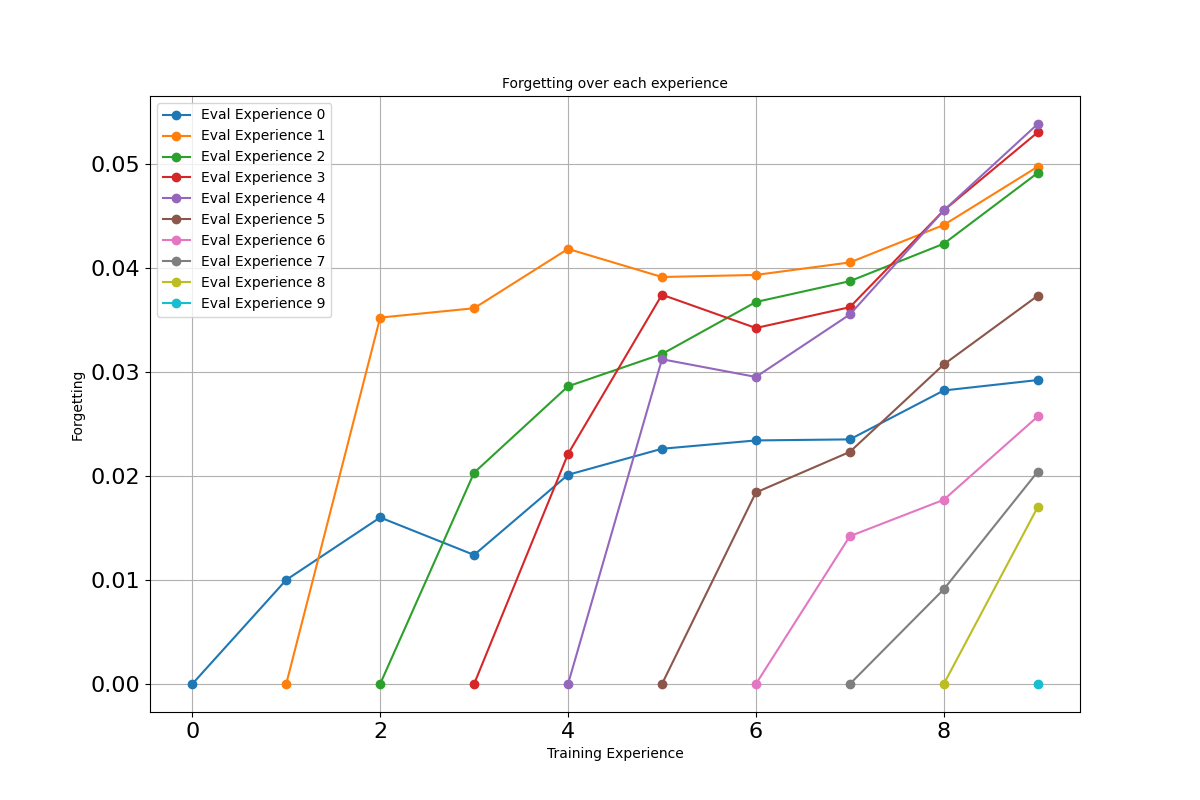 Forgetting over each experience
Eval Experience 0
Eval Experience 1
Eval Experience 2
Eval Experience 3
Eval Experience 4
Eval Experience 5
Eval Experience 6
Eval Experience 7
Eval Experience 8
Eval Experience 9
0.05
0.04
0.03
0.02
0.01
0.00
Forgetting
0 2 4 6 8
Training Experience